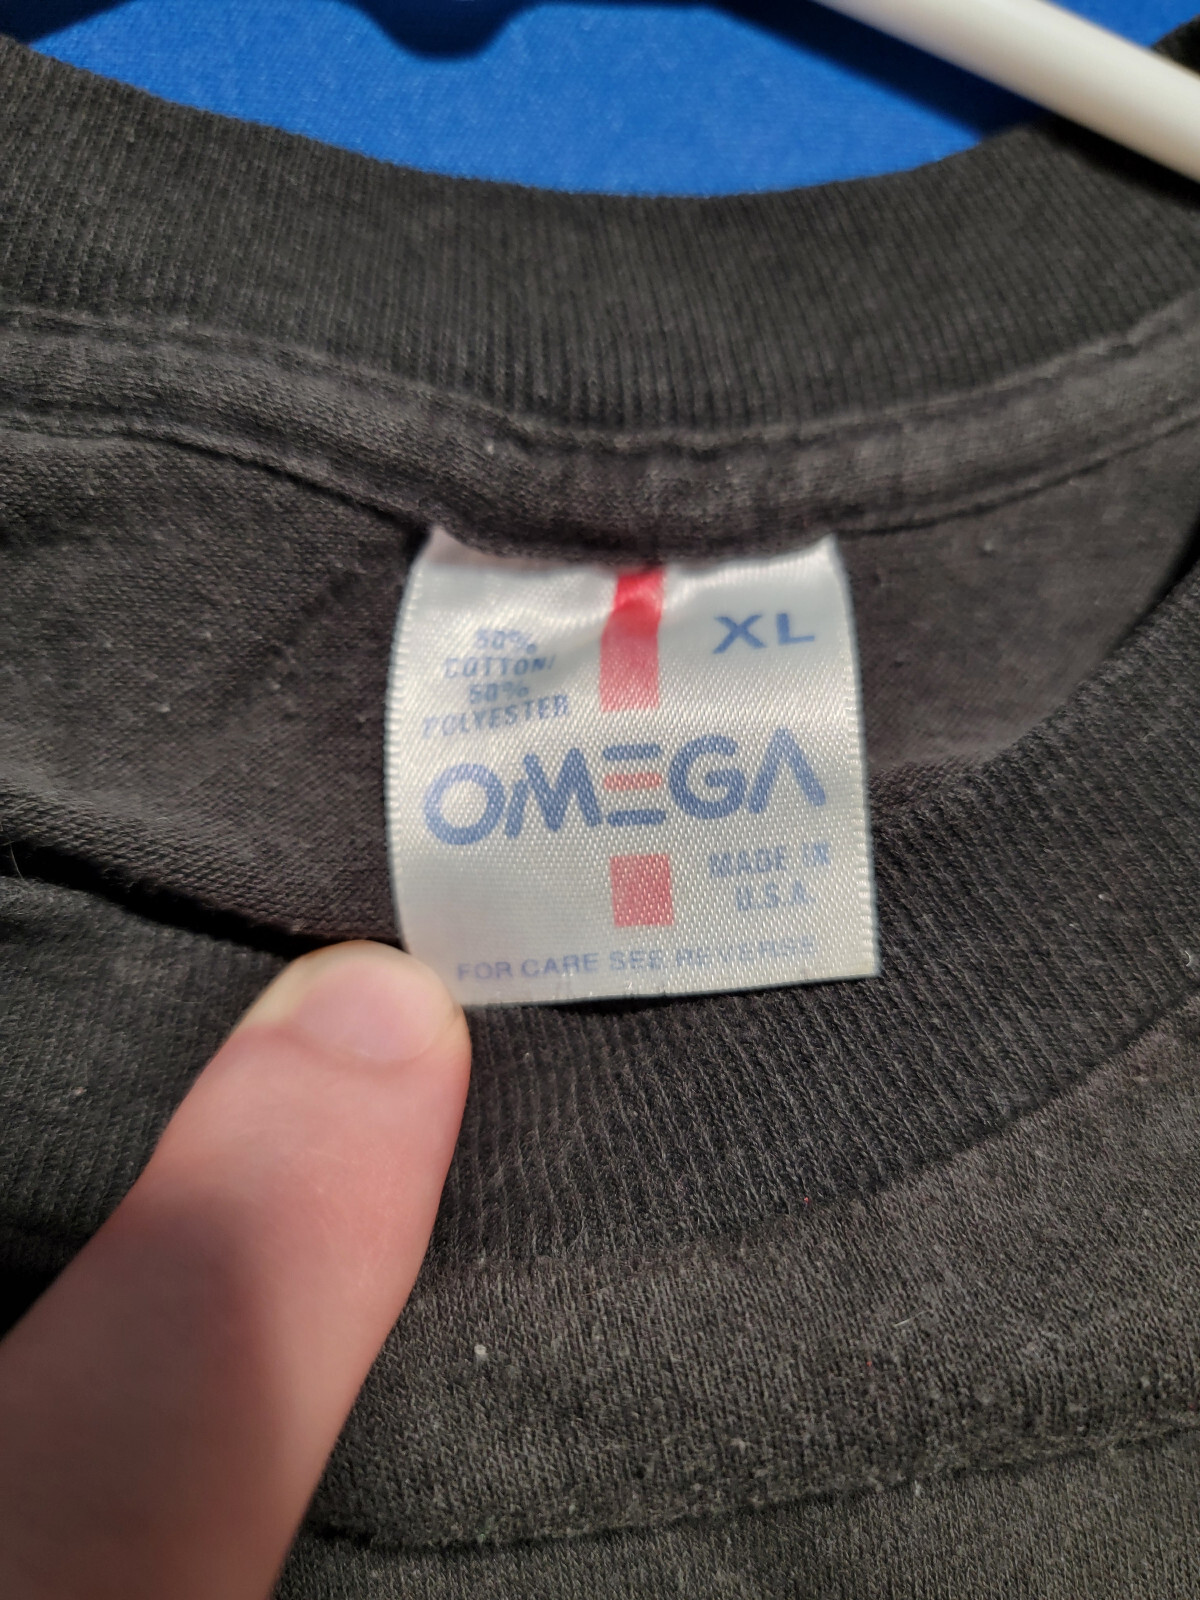 50%
COTTON/
50%
POLYESTER
XL
OMEGA
MADE IN
U.S.A
FOR CARE SEE REVERSE